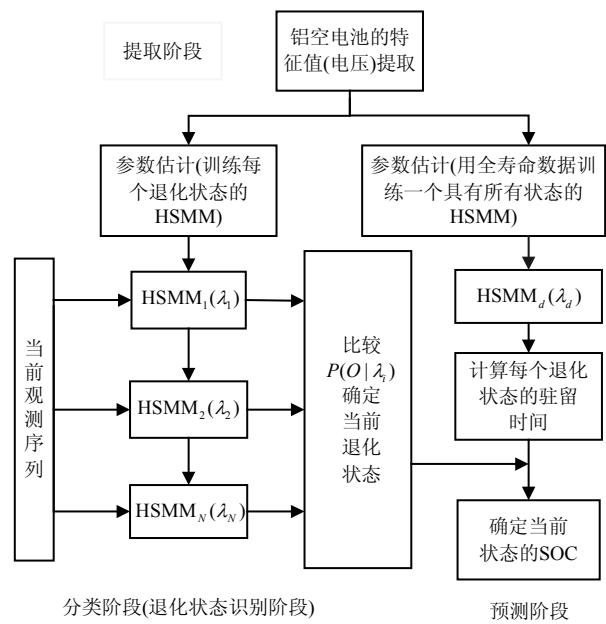 提取阶段
铝空电池的特
征值(电压)提取
参数估计(训练每
个退化状态的
HSMM)
参数估计(用全寿命数据训
练一个具有所有状态的
HSMM)
当
前
观
测
序
列
HSMM₁(λ₁)
HSMM₂(λ₂)
HSMM_N(λ_N)
比较
P(O|λᵢ)
确定
当前
退化
状态
HSMM_d(λ_d)
计算每个退化
状态的驻留
时间
确定当前
状态的SOC
分类阶段(退化状态识别阶段)
预测阶段